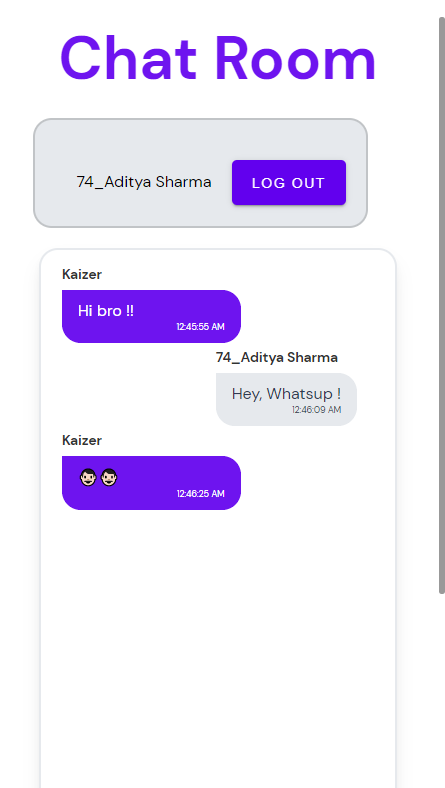 Chat Room
74_Aditya Sharma
LOG OUT
Kaizer
Hi bro !!
12:45:55 AM
74_Aditya Sharma
Hey, Whatsup !
12:46:09 AM
Kaizer
🧛🏻‍♂️🧛🏻‍♂️
12:46:25 AM